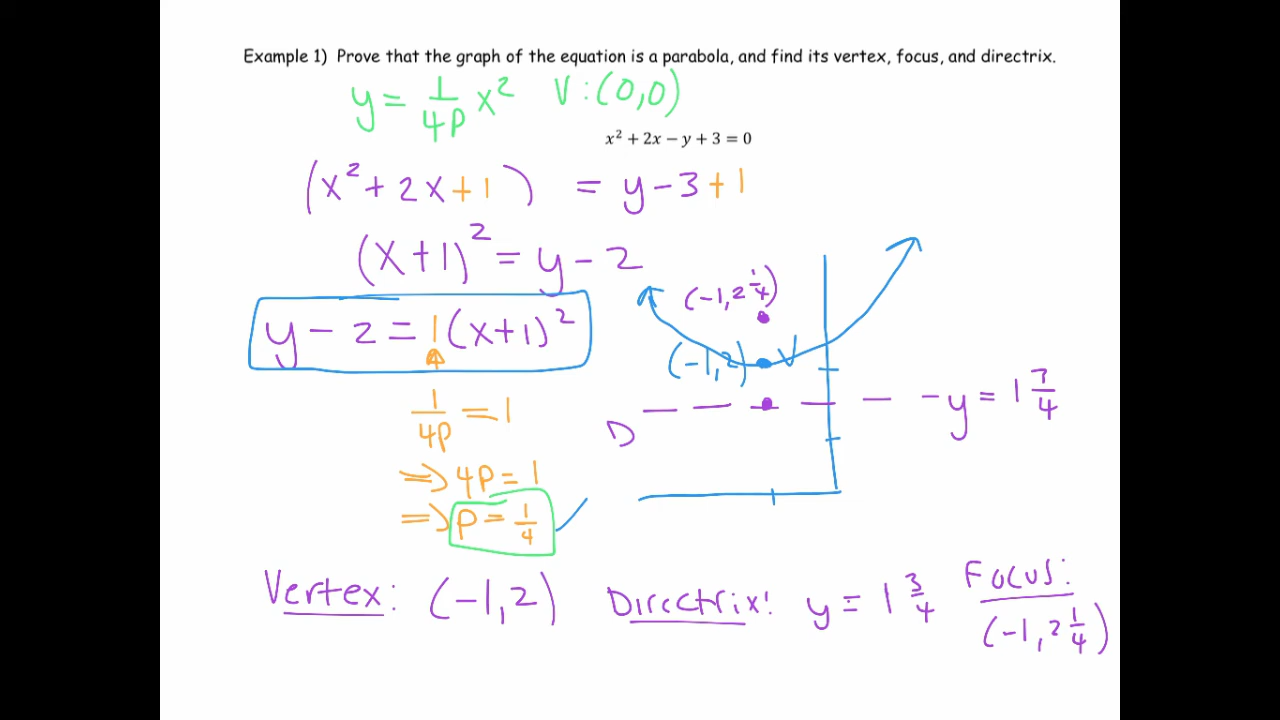 Example 1) Prove that the graph of the equation is a parabola, and find its vertex, focus, and directrix.
y = 1/4P x² V:(0,0)
x² + 2x − y + 3 = 0
(x² + 2x + 1 ) = y − 3 + 1
(x+1)² = y − 2
y − 2 = 1(x+1)²
(-1, 2 1/4)
(-1, 2) V
1/4P = 1
D y = 1 3/4
⇒ 4P = 1
⇒ P = 1/4
Vertex: (-1, 2) Directrix: y = 1 3/4 Focus: (-1, 2 1/4)